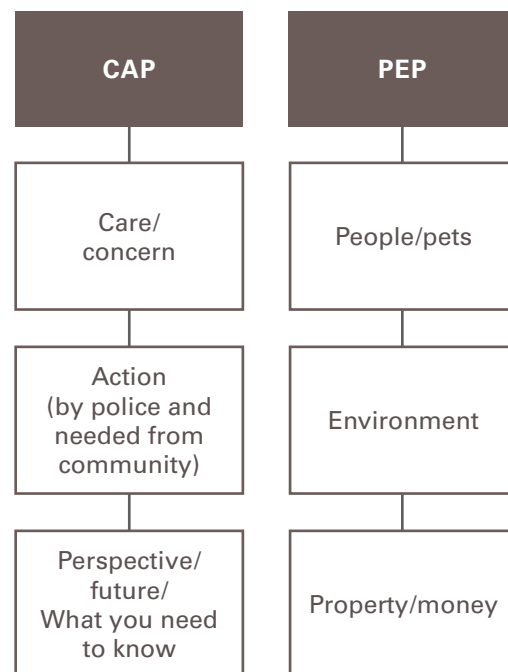 CAP
Care/
concern
Action
(by police and
needed from
community)
Perspective/
future/
What you need
to know
PEP
People/pets
Environment
Property/money